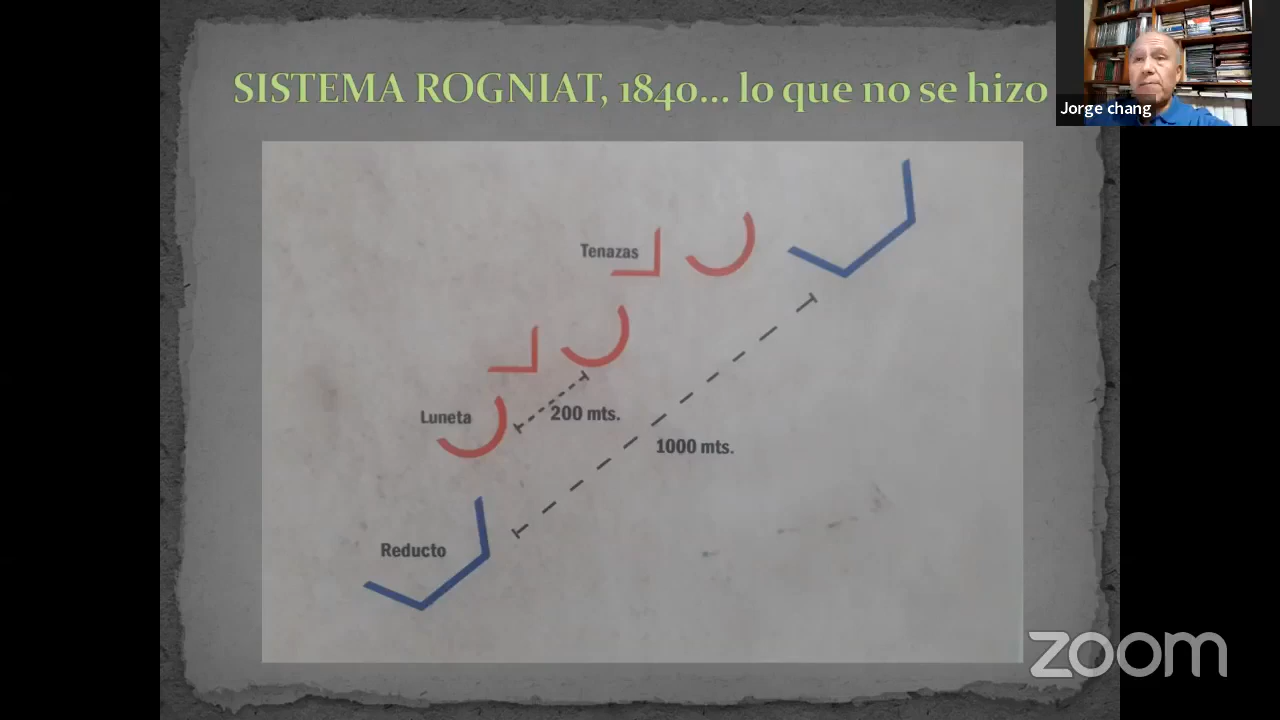 SISTEMA ROGNIAT, 1840... lo que no se hizo
Jorge chang
Tenazas
Luneta
200 mts.
1000 mts.
Reducto
zoom